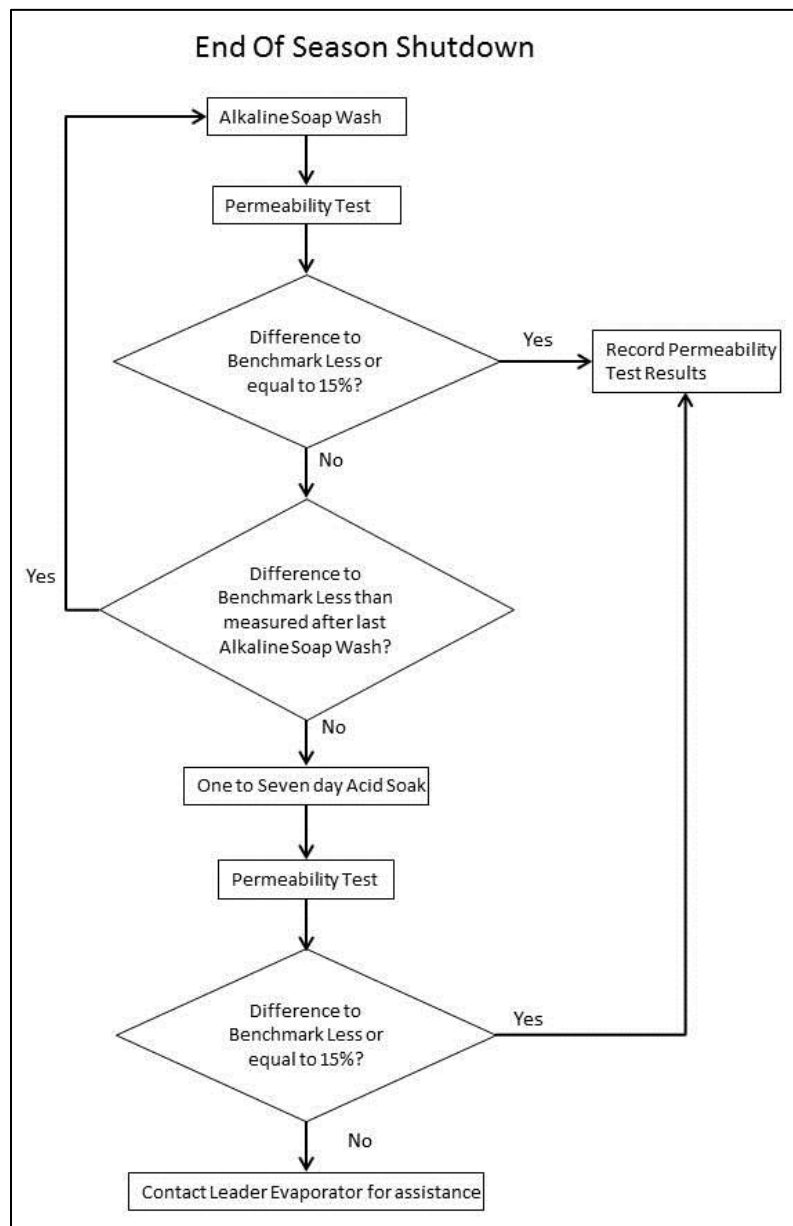 End Of Season Shutdown
Alkaline Soap Wash
Permeability Test
Difference to
Benchmark Less or
equal to 15%?
Yes
Record Permeability
Test Results
No
Yes
Difference to
Benchmark Less than
measured after last
Alkaline Soap Wash?
No
One to Seven day Acid Soak
Permeability Test
Difference to
Benchmark Less or
equal to 15%?
Yes
No
Contact Leader Evaporator for assistance